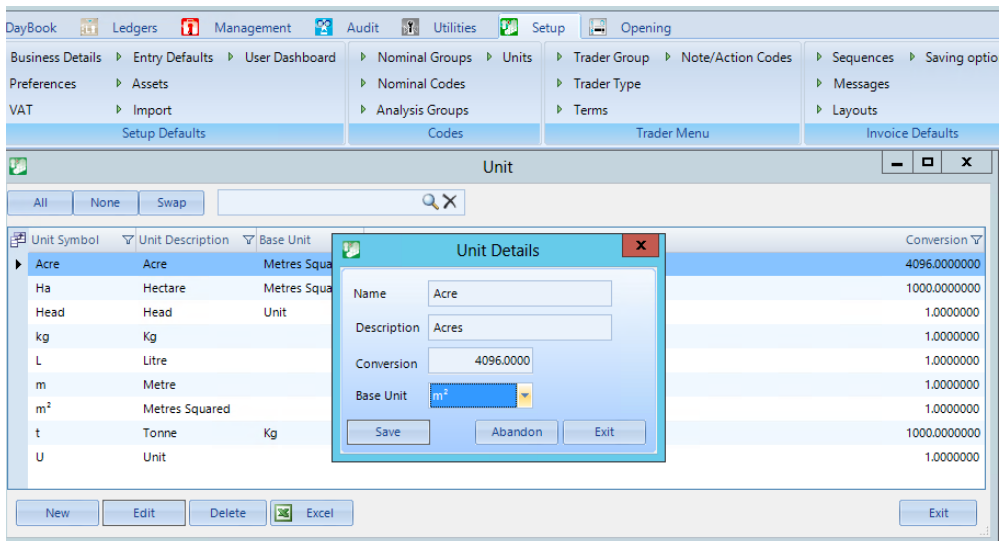 DayBook Ledgers Management Audit Utilities Setup Opening
Business Details Entry Defaults User Dashboard Nominal Groups Units Trader Group Note/Action Codes Sequences Saving optio
Preferences Assets Nominal Codes Trader Type Messages
VAT Import Analysis Groups Terms Layouts
Setup Defaults Codes Trader Menu Invoice Defaults
Unit
All None Swap
Unit Symbol Unit Description Base Unit Conversion
Acre Acre Metres Squa 4096.0000000
Ha Hectare Metres Squa 1000.0000000
Head Head Unit 1.0000000
kg Kg 1.0000000
L Litre 1.0000000
m Metre 1.0000000
m² Metres Squared 1.0000000
t Tonne Kg 1000.0000000
U Unit 1.0000000
Unit Details
Name Acre
Description Acres
Conversion 4096.0000
Base Unit m²
Save Abandon Exit
New Edit Delete Excel Exit